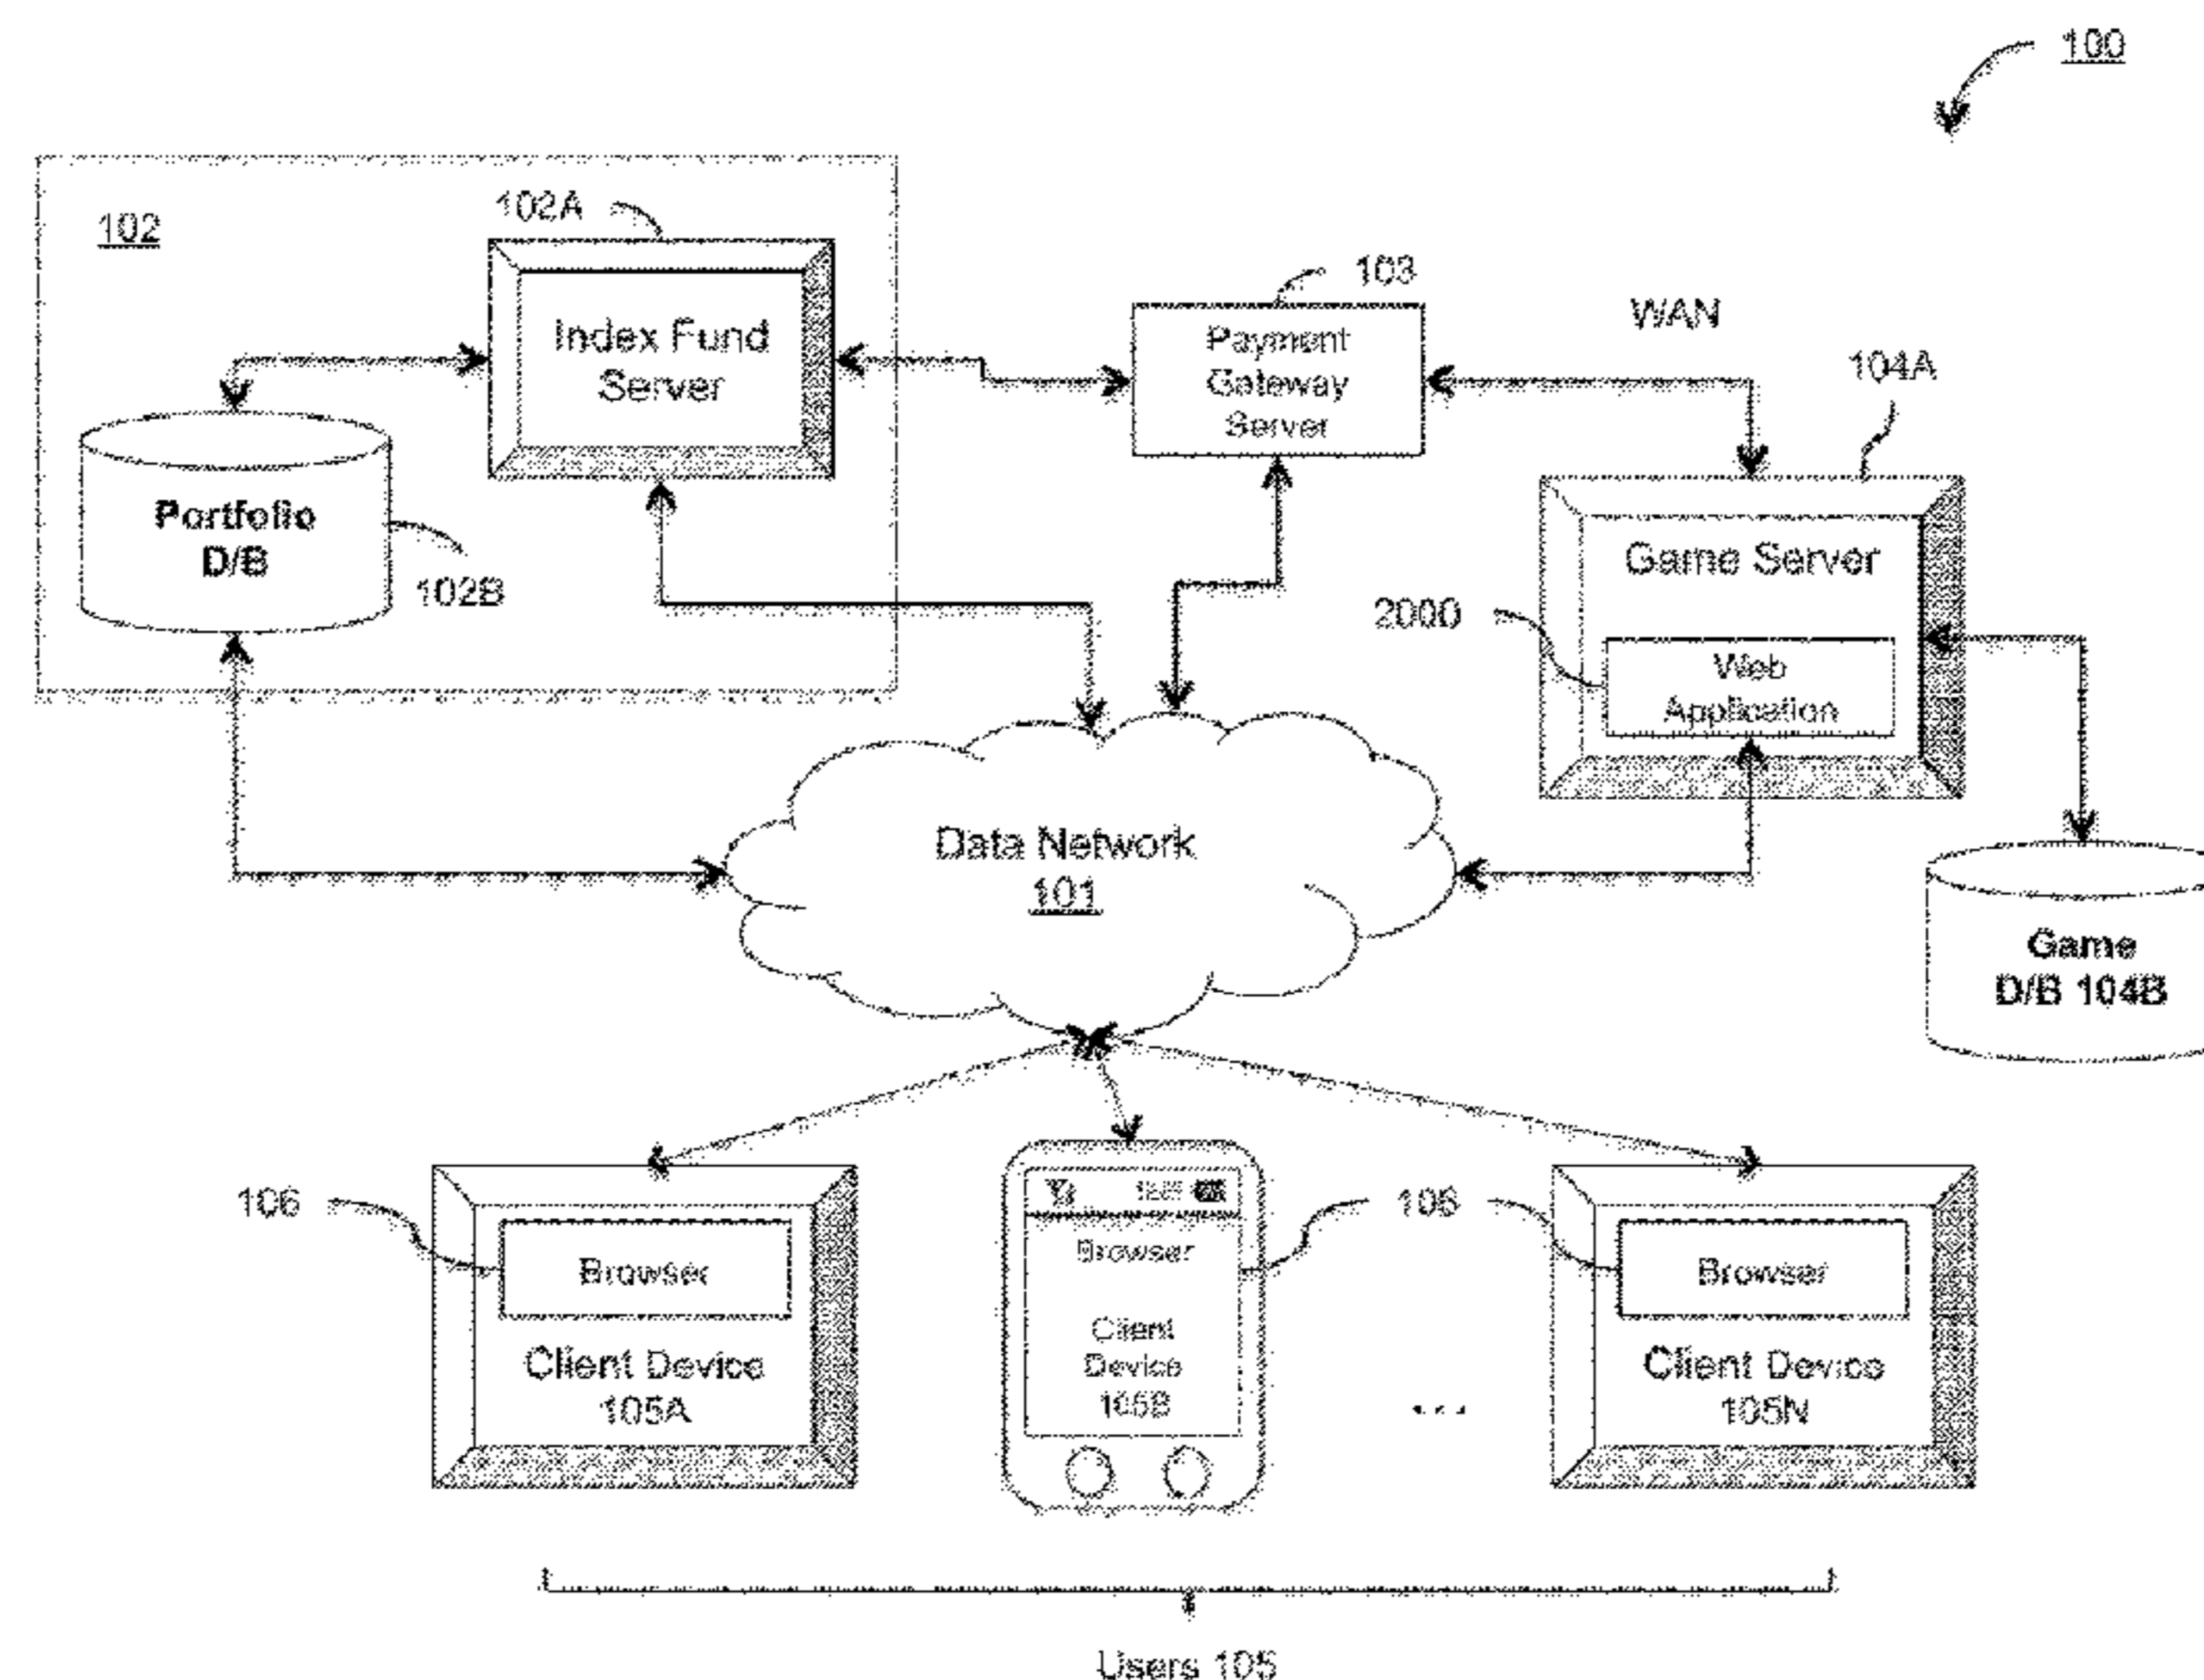 100
102
102A
Index Fund
Server
Portfolio
D/B
102B
103
Payment
Gateway
Server
WAN
104A
Game Server
2000
Web
Application
Data Network
101
Game
D/B 104B
106
Browser
Client Device
105A
Browser
Client
Device
105B
106
...
Browser
Client Device
105N
Users 105